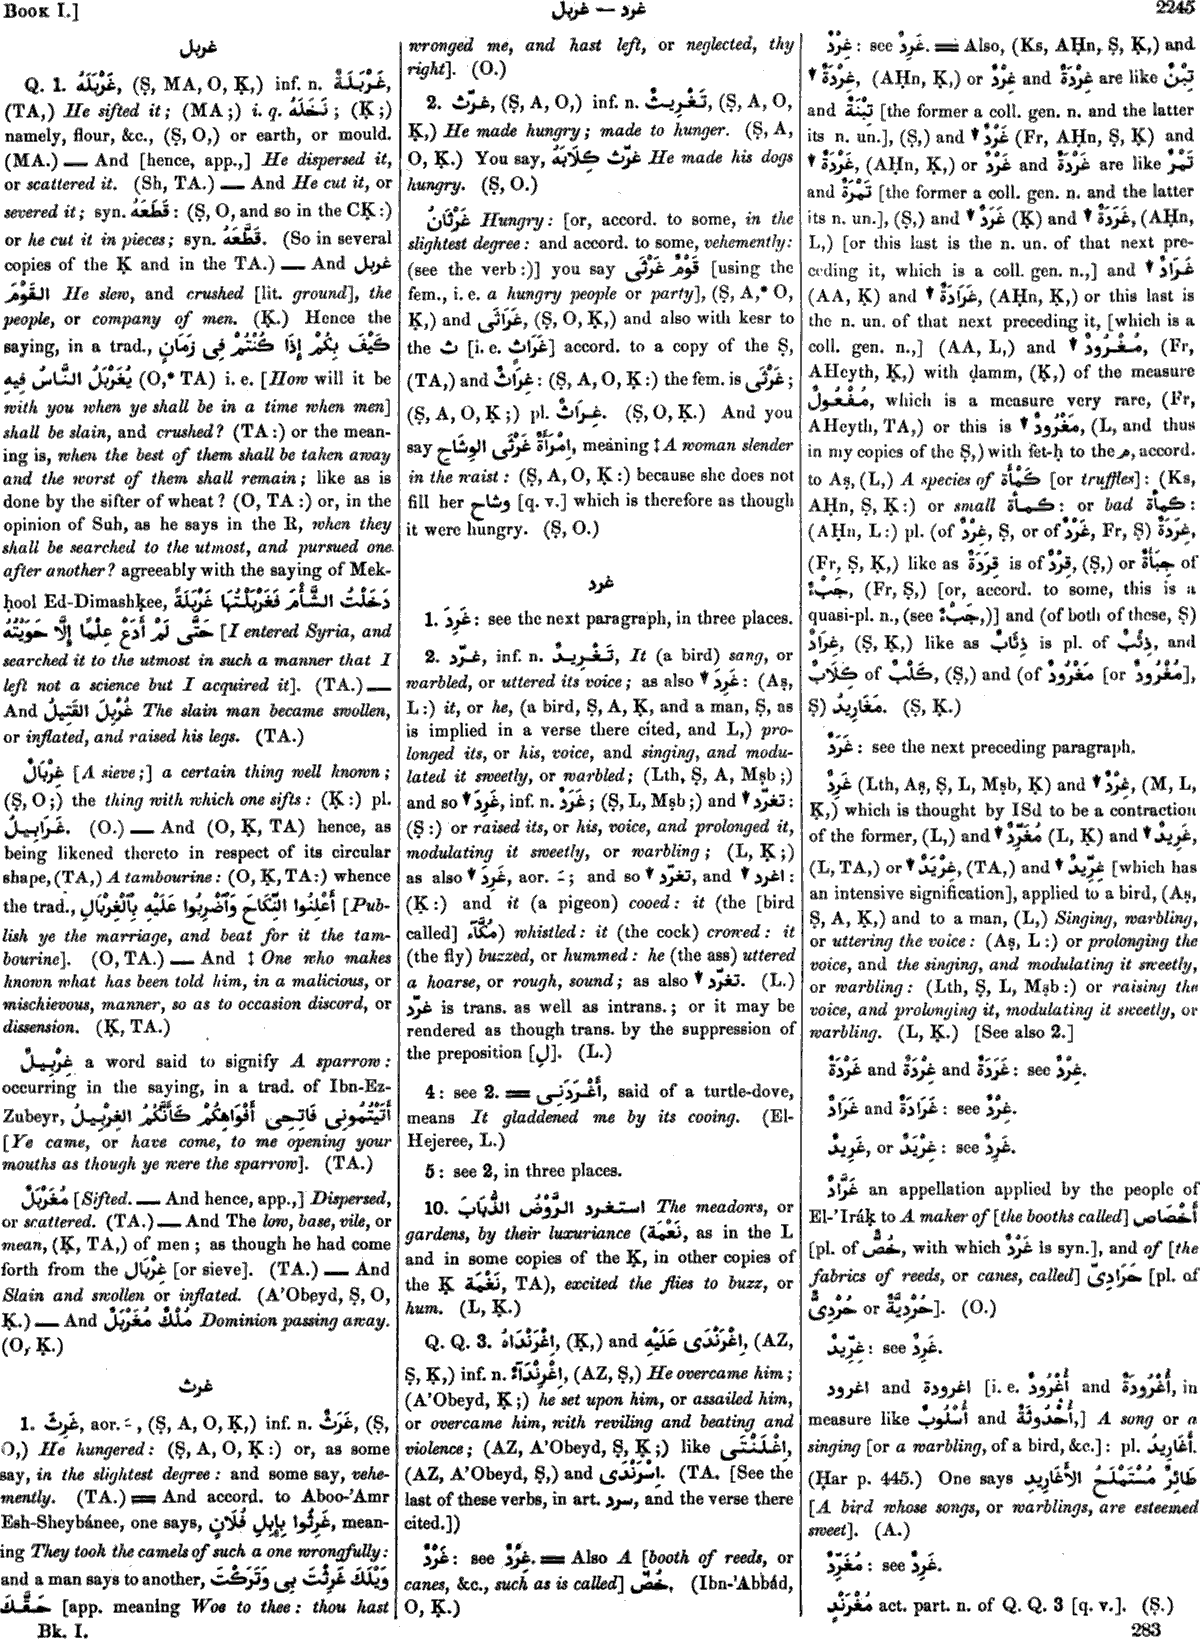 BOOK I.]
غرد — غربل
2245
غربل
Q. 1. غَرْبَلَهُ, (Ṣ, MA, O, Ḳ,) inf. n. غَرْبَلَةٌ,
(TA,) He sifted it; (MA;) i. q. نَخَلَهُ; (Ḳ;)
namely, flour, &c., (Ṣ, O,) or earth, or mould.
(MA.) — And [hence, app.,] He dispersed it,
or scattered it. (Sh, TA.) — And He cut it, or
severed it; syn. قَطَعَهُ: (Ṣ, O, and so in the CḲ:)
or he cut it in pieces; syn. قَطَّعَهُ. (So in several
copies of the Ḳ and in the TA.) — And غربل
القَوْمَ He slew, and crushed [lit. ground], the
people, or company of men. (Ḳ.) Hence the
saying, in a trad., كَيْفَ بِكُمْ إِذَا كُنْتُمْ فِى زَمَانٍ
يُغَرْبَلُ النَّاسُ فِيهِ (O,* TA) i. e. [How will it be
with you when ye shall be in a time when men]
shall be slain, and crushed? (TA:) or the mean-
ing is, when the best of them shall be taken away
and the worst of them shall remain; like as is
done by the sifter of wheat? (O, TA:) or, in the
opinion of Suh, as he says in the R, when they
shall be searched to the utmost, and pursued one
after another? agreeably with the saying of Mek-
ḥool Ed-Dimashḳee, دَخَلْتُ الشَّأْمَ فَغَرْبَلْتُهَا غَرْبَلَةً
حَتَّى لَمْ أَدَعْ عِلْمًا إِلَّا حَوَيْتُهُ [I entered Syria, and
searched it to the utmost in such a manner that I
left not a science but I acquired it]. (TA.) —
And غُرْبِلَ القَتِيلُ The slain man became swollen,
or inflated, and raised his legs. (TA.)
غِرْبَالٌ [A sieve;] a certain thing well known;
(Ṣ, O;) the thing with which one sifts: (Ḳ:) pl.
غَرَابِيلُ. (O.) — And (O, Ḳ, TA) hence, as
being likened thereto in respect of its circular
shape, (TA,) A tambourine: (O, Ḳ, TA:) whence
the trad., أَعْلِنُوا النِّكَاحَ وَٱضْرِبُوا عَلَيْهِ بِٱلْغِرْبَالِ [Pub-
lish ye the marriage, and beat for it the tam-
bourine]. (O, TA.) — And ‡ One who makes
known what has been told him, in a malicious, or
mischievous, manner, so as to occasion discord, or
dissension. (Ḳ, TA.)
غِرْبِيلٌ a word said to signify A sparrow:
occurring in the saying, in a trad. of Ibn-Ez-
Zubeyr, أَتَيْتُمُونِى فَاتِحِى أَفْوَاهِكُمْ كَأَنَّكُمُ الغِرْبِيلُ
[Ye came, or have come, to me opening your
mouths as though ye were the sparrow]. (TA.)
مُغَرْبَلٌ [Sifted. — And hence, app.,] Dispersed,
or scattered. (TA.) — And The low, base, vile, or
mean, (Ḳ, TA,) of men; as though he had come
forth from the غِرْبَال [or sieve]. (TA.) — And
Slain and swollen or inflated. (A'Obeyd, Ṣ, O,
Ḳ.) — And مُلْكٌ مُغَرْبَلٌ Dominion passing away.
(O, Ḳ.)
غرث
1. غَرِثَ, aor. ـَ, (Ṣ, A, O, Ḳ,) inf. n. غَرَثٌ, (Ṣ,
O,) He hungered: (Ṣ, A, O, Ḳ:) or, as some
say, in the slightest degree: and some say, vehe-
mently. (TA.) ═ And accord. to Aboo-'Amr
Esh-Sheybánee, one says, غَرِثُوا بِإِبِلِ فُلَانٍ, mean-
ing They took the camels of such a one wrongfully:
and a man says to another, وَيْلَكَ غَرِثْتَ بِى وَتَرَكْتَ
حَقَّكَ [app. meaning Woe to thee: thou hast
Bk. I.
wronged me, and hast left, or neglected, thy
right]. (O.)
2. غرّث, (Ṣ, A, O,) inf. n. تَغْرِيثٌ, (Ṣ, A, O,
Ḳ,) He made hungry; made to hunger. (Ṣ, A,
O, Ḳ.) You say, غرّث كِلَابَهُ He made his dogs
hungry. (Ṣ, O.)
غَرْثَانُ Hungry: [or, accord. to some, in the
slightest degree: and accord. to some, vehemently:
(see the verb:)] you say قَوْمٌ غَرْثَى [using the
fem., i. e. a hungry people or party], (Ṣ, A,* O,
Ḳ,) and غَرَاثَى, (Ṣ, O, Ḳ,) and also with kesr to
the ث [i. e. غَرَاثِ] accord. to a copy of the Ṣ,
(TA,) and غِرَاثٌ: (Ṣ, A, O, Ḳ:) the fem. is غَرْثَى;
(Ṣ, A, O, Ḳ;) pl. غِرَاثٌ. (Ṣ, O, Ḳ.) And you
say اِمْرَأَةٌ غَرْثَى الوِشَاحِ, meaning ‡ A woman slender
in the waist: (Ṣ, A, O, Ḳ:) because she does not
fill her وِشَاح [q. v.] which is therefore as though
it were hungry. (Ṣ, O.)
غرد
1. غَرِدَ: see the next paragraph, in three places.
2. غرّد, inf. n. تَغْرِيدٌ, It (a bird) sang, or
warbled, or uttered its voice; as also ▼ غَرِدَ: (Aṣ,
L:) it, or he, (a bird, Ṣ, A, Ḳ, and a man, Ṣ, as
is implied in a verse there cited, and L,) pro-
longed its, or his, voice, and singing, and modu-
lated it sweetly, or warbled; (Lth, Ṣ, A, Mṣb;)
and so ▼ غَرِدَ, inf. n. غَرَدٌ; (Ṣ, L, Mṣb;) and ▼ تغرّد:
(Ṣ:) or raised its, or his, voice, and prolonged it,
modulating it sweetly, or warbling; (L, Ḳ;)
as also ▼ غَرِدَ, aor. ـَ; and so ▼ تغرّد, and ▼ اغرد:
(Ḳ:) and it (a pigeon) cooed: it (the [bird
called] مُكَّآء) whistled: it (the cock) crowed: it
(the fly) buzzed, or hummed: he (the ass) uttered
a hoarse, or rough, sound; as also ▼ تغرّد. (L.)
غرّد is trans. as well as intrans.; or it may be
rendered as though trans. by the suppression of
the preposition [لِ]. (L.)
4: see 2. ═ أَغْرَدَنِى, said of a turtle-dove,
means It gladdened me by its cooing. (El-
Hejeree, L.)
5: see 2, in three places.
10. استغرد الرَّوْضُ الذُّبَابَ The meadows, or
gardens, by their luxuriance (نَعْمَة, as in the L
and in some copies of the Ḳ, in other copies of
the Ḳ نَغْمَة, TA), excited the flies to buzz, or
hum. (L, Ḳ.)
Q. Q. 3. اِغْرَنْدَاهُ, (Ḳ,) and اِغْرَنْدَى عَلَيْهِ, (AZ,
Ṣ, Ḳ,) inf. n. اِغْرِنْدَآءٌ, (AZ, Ṣ,) He overcame him;
(A'Obeyd, Ḳ;) he set upon him, or assailed him,
or overcame him, with reviling and beating and
violence; (AZ, A'Obeyd, Ṣ, Ḳ;) like اِغْلَنْتَى,
(AZ, A'Obeyd, Ṣ,) and اِسْرَنْدَى. (TA. [See the
last of these verbs, in art. سرد, and the verse there
cited.])
غَرْدٌ: see غِرْدٌ. ═ Also A [booth of reeds, or
canes, &c., such as is called] خُصّ. (Ibn-'Abbád,
O, Ḳ.)
غِرْدٌ: see غَرِدٌ. ═ Also, (Ks, AḤn, Ṣ, Ḳ,) and
▼ غِرْدَةٌ, (AḤn, Ḳ,) or غِرْدٌ and غِرْدَةٌ are like تِبْنٌ
and تِبْنَةٌ [the former a coll. gen. n. and the latter
its n. un.], (Ṣ,) and ▼ غَرْدٌ (Fr, AḤn, Ṣ, Ḳ) and
▼ غَرْدَةٌ, (AḤn, Ḳ,) or غَرْدٌ and غَرْدَةٌ are like تَمْرٌ
and تَمْرَةٌ [the former a coll. gen. n. and the latter
its n. un.], (Ṣ,) and ▼ غَرَدٌ (Ḳ) and ▼ غَرَدَةٌ, (AḤn,
L,) [or this last is the n. un. of that next pre-
ceding it, which is a coll. gen. n.,] and ▼ غَرَادٌ
(AA, Ḳ) and ▼ غَرَادَةٌ, (AḤn, Ḳ,) or this last is
the n. un. of that next preceding it, [which is a
coll. gen. n.,] (AA, L,) and ▼ مُغْرُودٌ, (Fr,
AHeyth, Ḳ,) with ḍamm, (Ḳ,) of the measure
مُفْعُولٌ, which is a measure very rare, (Fr,
AHeyth, TA,) or this is ▼ مَغْرُودٌ, (L, and thus
in my copies of the Ṣ,) with fet-ḥ to the م, accord.
to Aṣ, (L,) A species of كَمْأَة [or truffles]: (Ks,
AḤn, Ṣ, Ḳ:) or small كَمْأَة: or bad كَمْأَة:
(AḤn, L:) pl. (of غِرْدٌ, Ṣ, or of غَرْدٌ, Fr, Ṣ) غِرَدَةٌ,
(Fr, Ṣ, Ḳ,) like as قِرَدَةٌ is of قِرْدٌ, (Ṣ,) or جِبَأَةٌ of
جَبْءٌ, (Fr, Ṣ,) [or, accord. to some, this is a
quasi-pl. n., (see جَبْءٌ,)] and (of both of these, Ṣ)
غِرَادٌ, (Ṣ, Ḳ,) like as ذِئَابٌ is pl. of ذِئْبٌ, and
كِلَابٌ of كَلْبٌ, (Ṣ,) and (of مَغْرُودٌ [or مُغْرُودٌ],
Ṣ) مَغَارِيدُ. (Ṣ, Ḳ.)
غَرَدٌ: see the next preceding paragraph.
غَرِدٌ (Lth, Aṣ, Ṣ, L, Mṣb, Ḳ) and ▼ غِرْدٌ, (M, L,
Ḳ,) which is thought by ISd to be a contraction
of the former, (L,) and ▼ مُغَرِّدٌ (L, Ḳ) and ▼ غَرِيدٌ,
(L, TA,) or ▼ غِرْيَدٌ, (TA,) and ▼ غِرِّيدٌ [which has
an intensive signification], applied to a bird, (Aṣ,
Ṣ, A, Ḳ,) and to a man, (L,) Singing, warbling,
or uttering the voice: (Aṣ, L:) or prolonging the
voice, and the singing, and modulating it sweetly,
or warbling: (Lth, Ṣ, L, Mṣb:) or raising the
voice, and prolonging it, modulating it sweetly, or
warbling. (L, Ḳ.) [See also 2.]
غَرْدَةٌ and غِرْدَةٌ and غَرَدَةٌ: see غِرْدٌ.
غَرَادٌ and غَرَادَةٌ: see غِرْدٌ.
غَرِيدٌ, or غِرْيَدٌ: see غَرِدٌ.
غَرَّادٌ an appellation applied by the people of
El-'Iráḳ to A maker of [the booths called] أَخْصَاص
[pl. of خُصٌّ, with which غَرْدٌ is syn.], and of [the
fabrics of reeds, or canes, called] حَرَادِىّ [pl. of
حُرْدِىٌّ or حُرْدِيَّةٌ]. (O.)
غِرِّيدٌ: see غَرِدٌ.
اغرود and اغرودة [i. e. أُغْرُودٌ and أُغْرُودَةٌ, in
measure like أُسْلُوبٌ and أُحْدُوثَةٌ,] A song or a
singing [or a warbling, of a bird, &c.]: pl. أَغَارِيدُ.
(Ḥar p. 445.) One says طَائِرٌ مُسْتَمْلَحُ الأَغَارِيدِ
[A bird whose songs, or warblings, are esteemed
sweet]. (A.)
مُغَرِّدٌ: see غَرِدٌ.
مُغْرَنْدٍ act. part. n. of Q. Q. 3 [q. v.]. (Ṣ.)
283